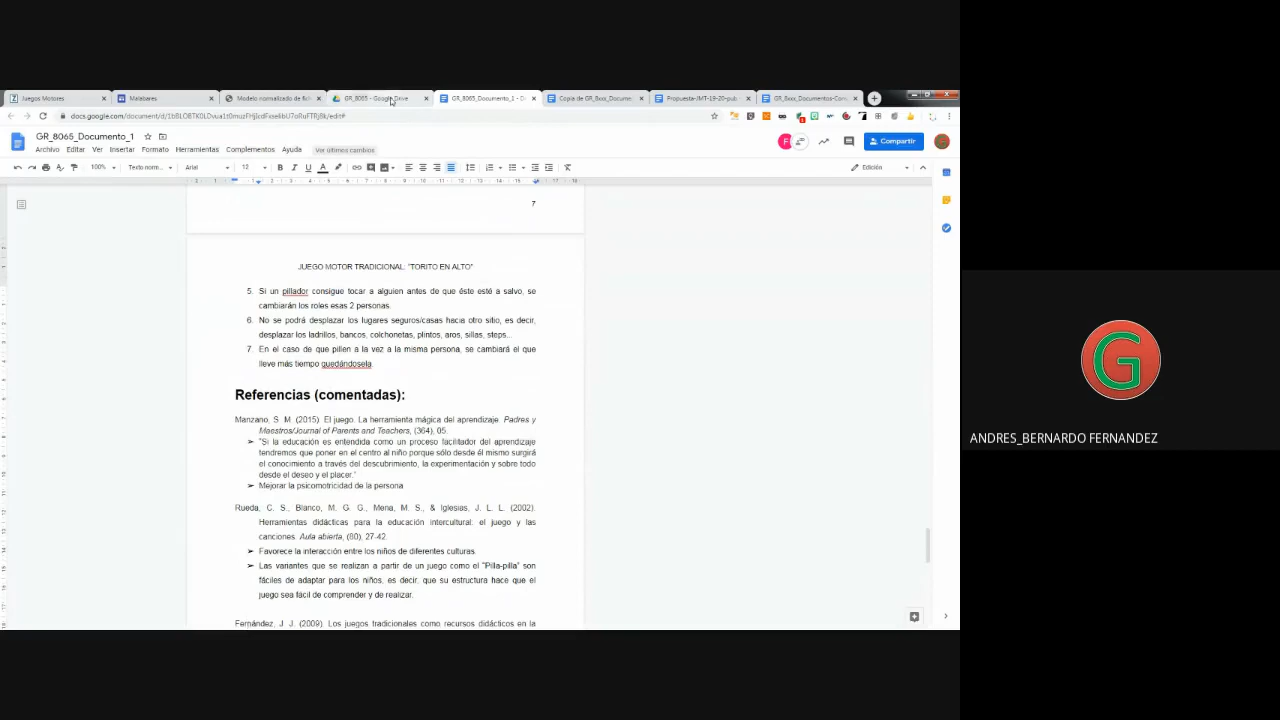 Juegos Motores
Malabares
Modelo normalizado de fich
GR_8065 - Google Drive
GR_8065_Documento_1 - D
Copia de GR_8xxx_Docume
Propuesta-JMT-19-20-pub
GR_8xxx_Documentos-Com
GR_8065_Documento_1
Archivo Editar Ver Insertar Formato Herramientas Complementos Ayuda Ver últimos cambios
Compartir
100% Texto norm... Arial 12 Edición
7
JUEGO MOTOR TRADICIONAL: "TORITO EN ALTO"
5. Si un pillador consigue tocar a alguien antes de que éste esté a salvo, se
cambiarán los roles esas 2 personas.
6. No se podrá desplazar los lugares seguros/casas hacia otro sitio, es decir,
desplazar los ladrillos, bancos, colchonetas, plintos, aros, sillas, steps...
7. En el caso de que pillen a la vez a la misma persona, se cambiará el que
lleve más tiempo quedándosela.
Referencias (comentadas):
Manzano, S. M. (2015). El juego. La herramienta mágica del aprendizaje. Padres y
Maestros/Journal of Parents and Teachers, (364), 05.
➢ "Si la educación es entendida como un proceso facilitador del aprendizaje
tendremos que poner en el centro al niño porque sólo desde él mismo surgirá
el conocimiento a través del descubrimiento, la experimentación y sobre todo
desde el deseo y el placer."
➢ Mejorar la psicomotricidad de la persona
Rueda, C. S., Blanco, M. G. G., Mena, M. S., & Iglesias, J. L. L. (2002).
Herramientas didácticas para la educación intercultural: el juego y las
canciones. Aula abierta, (80), 27-42.
➢ Favorece la interacción entre los niños de diferentes culturas.
➢ Las variantes que se realizan a partir de un juego como el "Pilla-pilla" son
fáciles de adaptar para los niños, es decir, que su estructura hace que el
juego sea fácil de comprender y de realizar.
Fernández, J. J. (2009). Los juegos tradicionales como recursos didácticos en la
G
ANDRES_BERNARDO FERNANDEZ